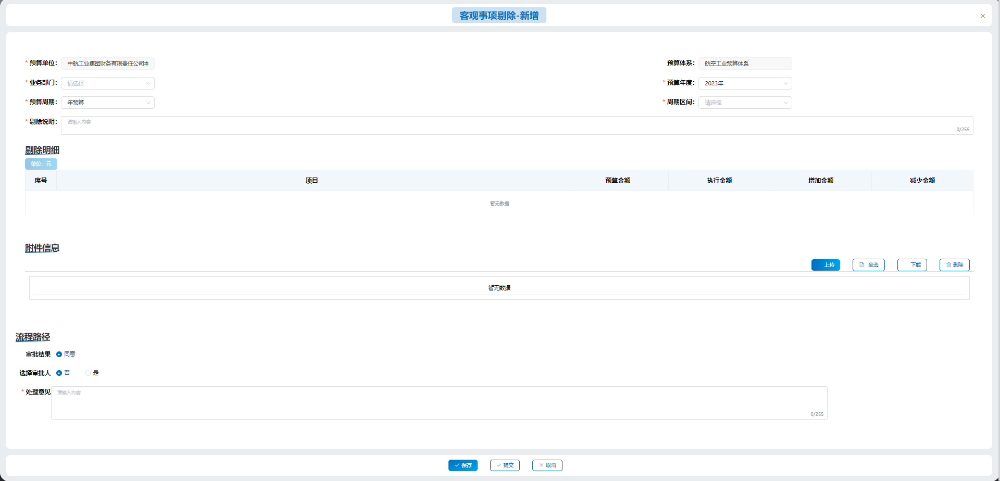 客观事项剔除-新增
* 预算单位： 中航工业集团财务有限责任公司本 预算体系： 航空工业预算体系
* 业务部门： 请选择 * 预算年度： 2023年
* 预算周期： 年预算 * 周期区间： 请选择
* 剔除说明： 请输入内容
0/255
剔除明细
单位：元
序号 项目 预算金额 执行金额 增加金额 减少金额
暂无数据
附件信息
上传 全选 下载 删除
暂无数据
流程路径
审批结果 同意
选择审批人 否 是
* 处理意见 请输入内容
0/255
保存 提交 取消